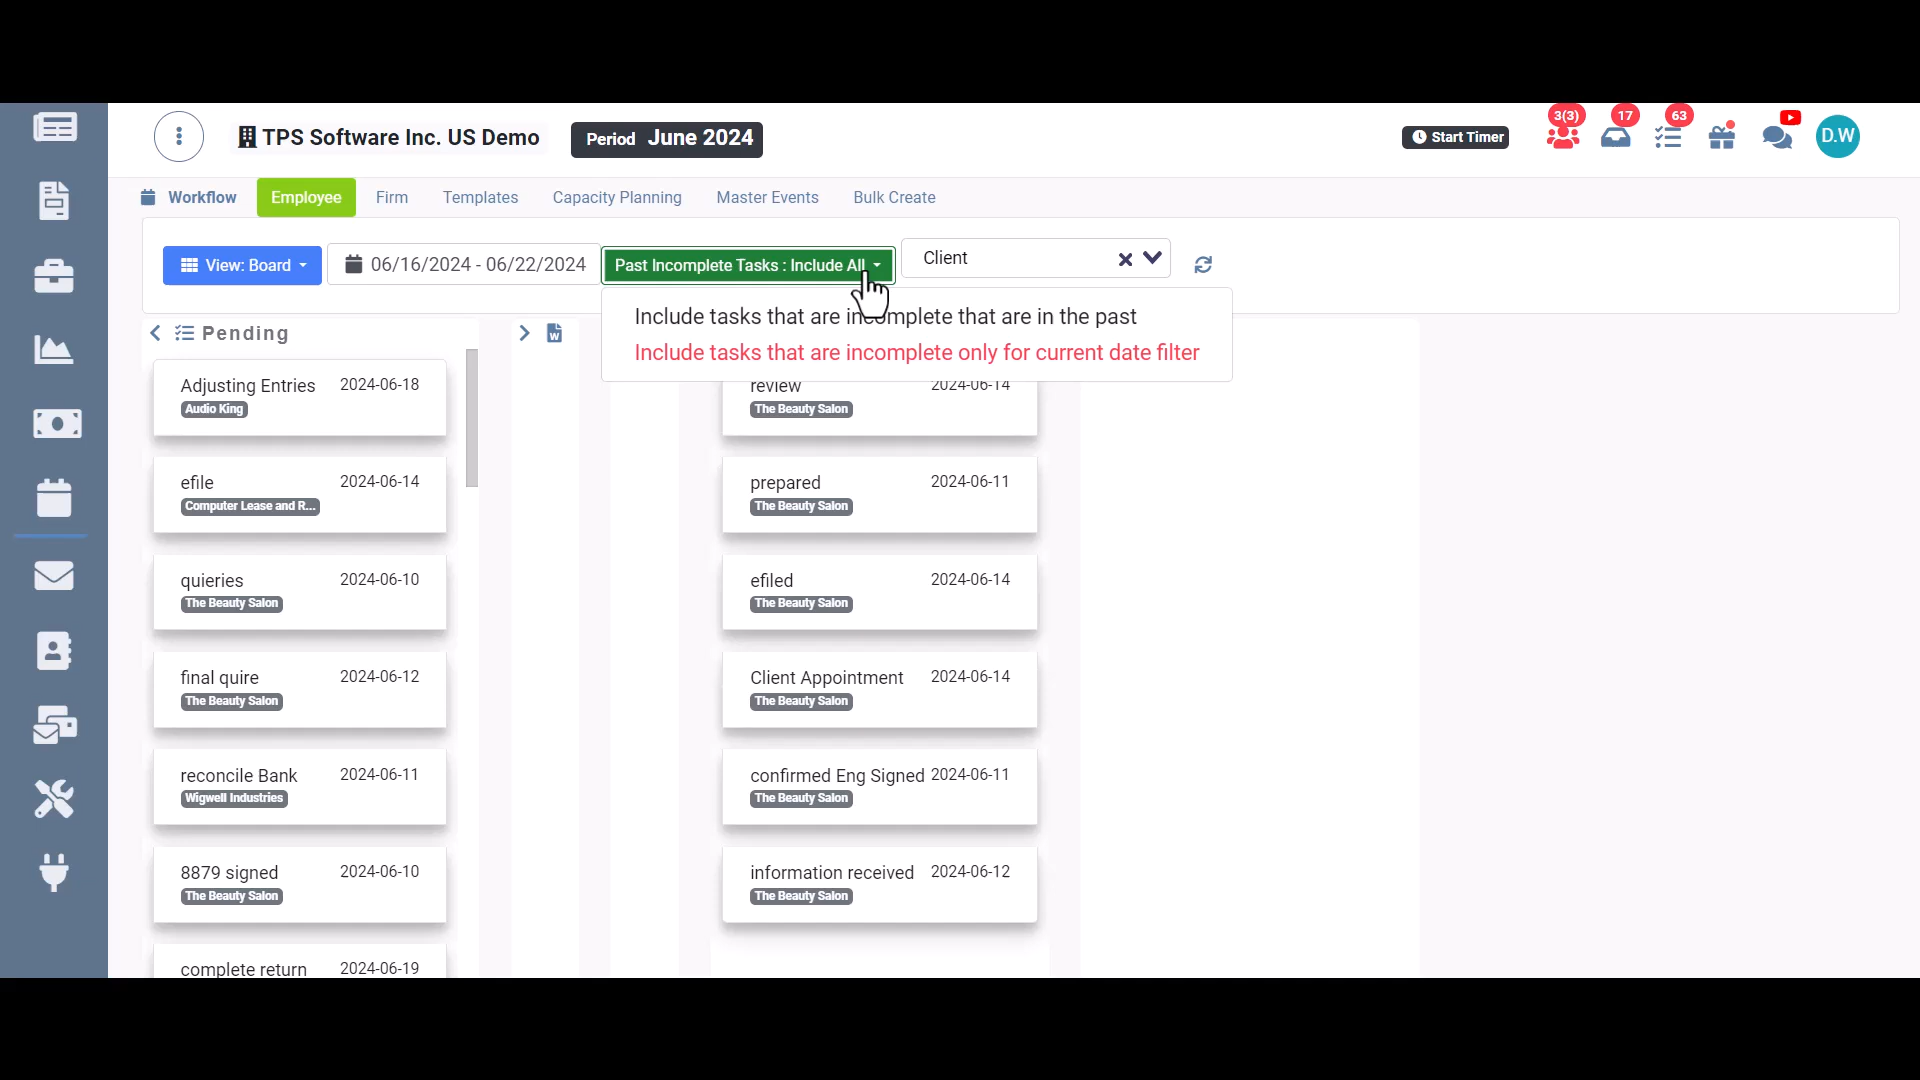 TPS Software Inc. US Demo
Period June 2024
Start Timer
3(3)
17
63
D.W
Workflow
Employee
Firm
Templates
Capacity Planning
Master Events
Bulk Create
View: Board
06/16/2024 - 06/22/2024
Past Incomplete Tasks : Include All
Client
Include tasks that are incomplete that are in the past
Include tasks that are incomplete only for current date filter
Pending
Adjusting Entries 2024-06-18
Audio King
efile 2024-06-14
Computer Lease and R...
quieries 2024-06-10
The Beauty Salon
final quire 2024-06-12
The Beauty Salon
reconcile Bank 2024-06-11
Wigwell Industries
8879 signed 2024-06-10
The Beauty Salon
complete return 2024-06-19
W
review 2024-06-14
The Beauty Salon
prepared 2024-06-11
The Beauty Salon
efiled 2024-06-14
The Beauty Salon
Client Appointment 2024-06-14
The Beauty Salon
confirmed Eng Signed 2024-06-11
The Beauty Salon
information received 2024-06-12
The Beauty Salon